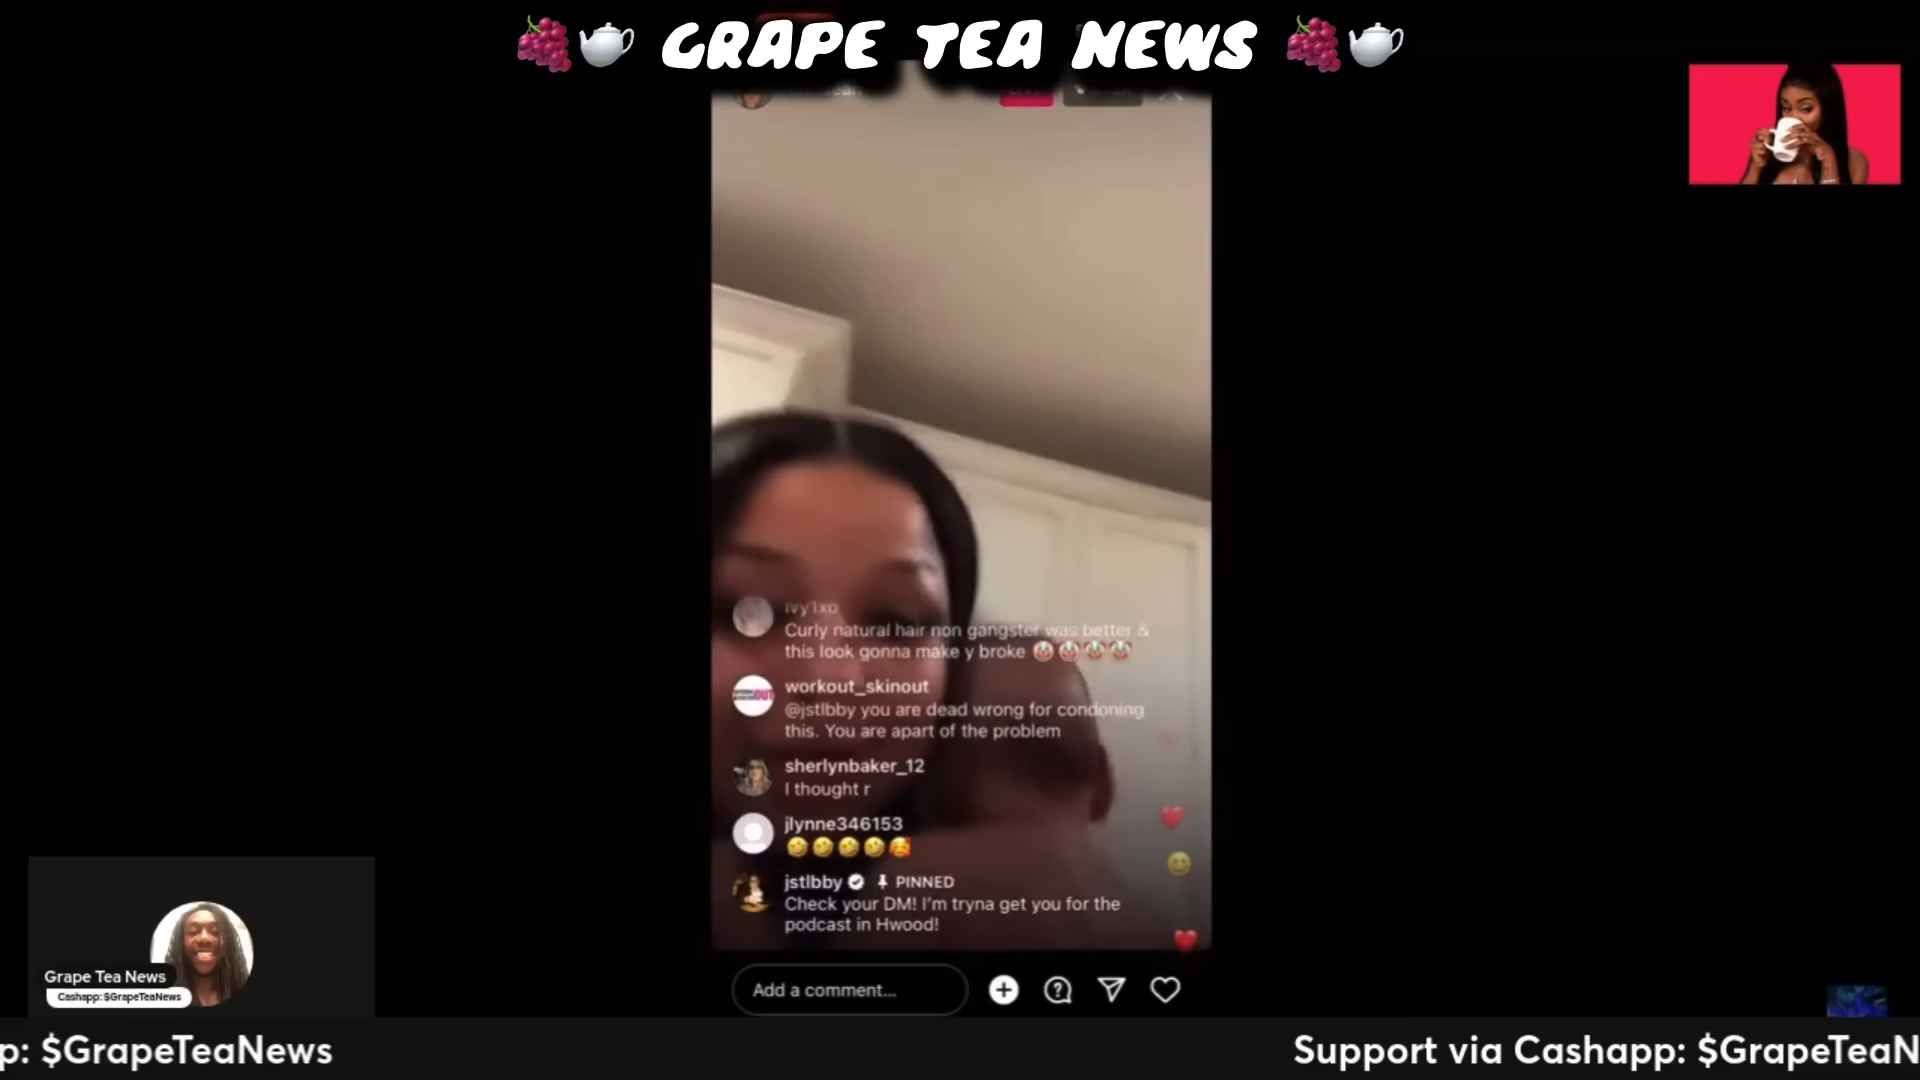 GRAPE TEA NEWS
ivy1xo
Curly natural hair non gangster was better &
this look gonna make y broke
workout_skinout
@jstlbby you are dead wrong for condoning
this. You are apart of the problem
sherlynbaker_12
I thought r
jlynne346153
jstlbby PINNED
Check your DM! I'm tryna get you for the
podcast in Hwood!
Add a comment...
Grape Tea News
Cashapp: $GrapeTeaNews
p: $GrapeTeaNews
Support via Cashapp: $GrapeTeaN